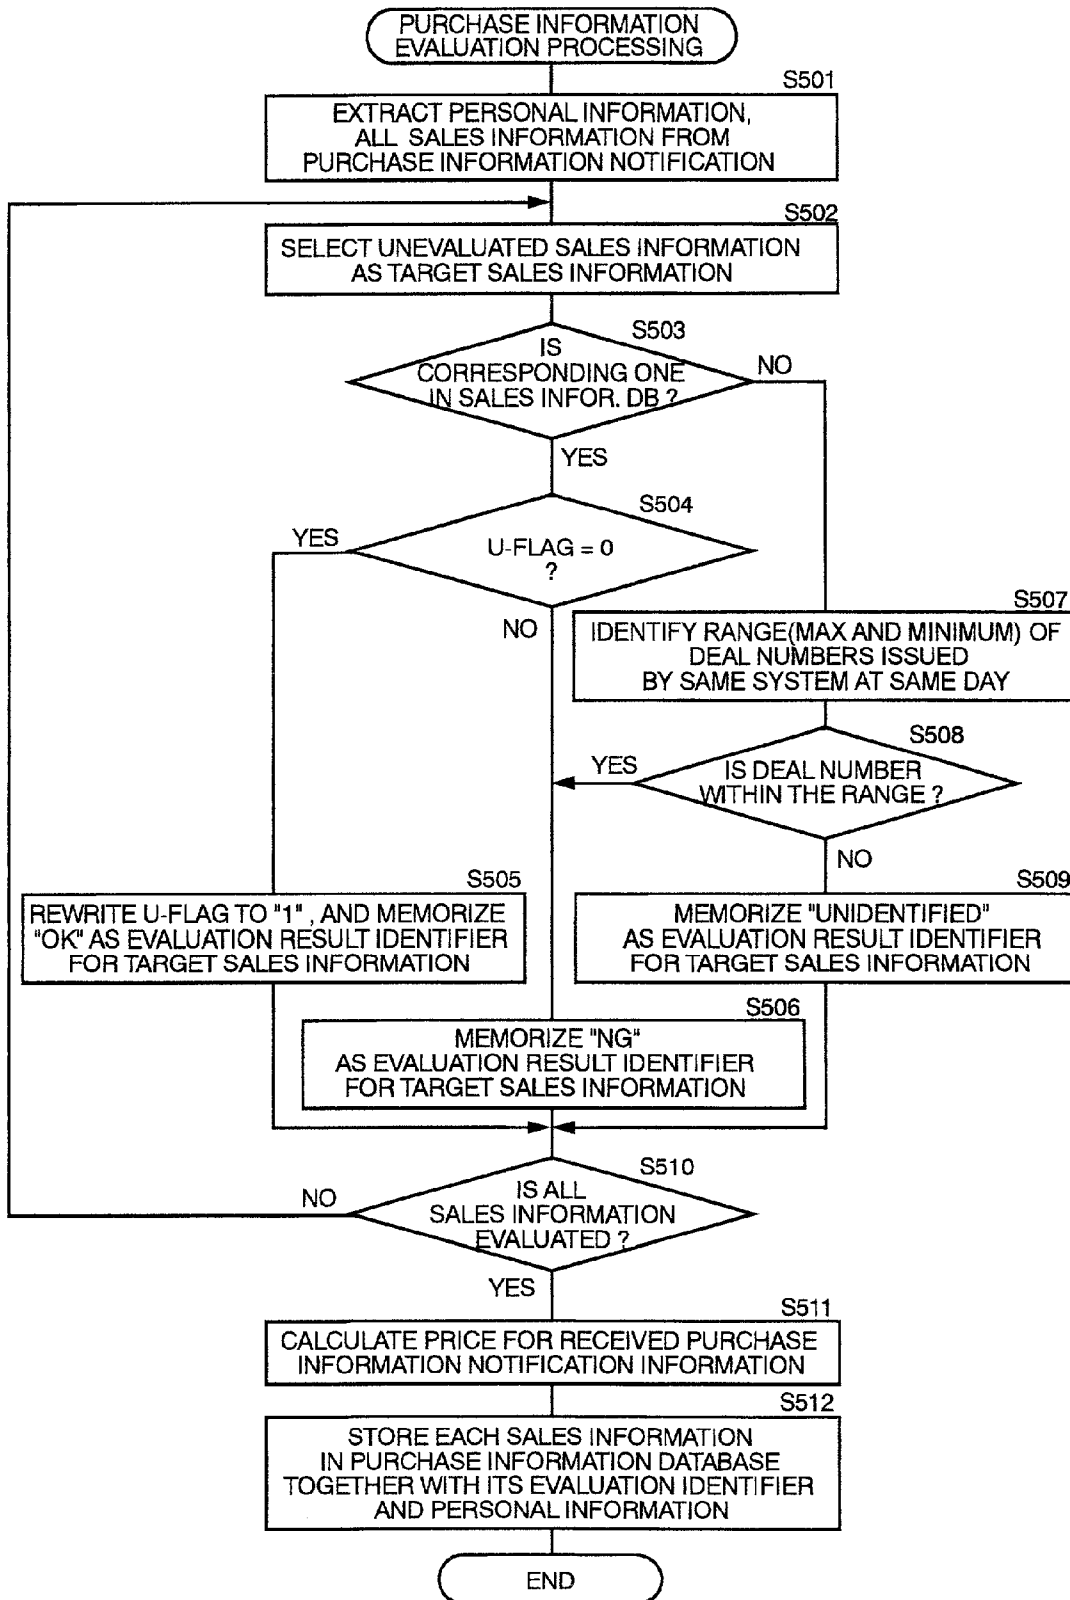 PURCHASE INFORMATION
EVALUATION PROCESSING
S501
EXTRACT PERSONAL INFORMATION,
ALL SALES INFORMATION FROM
PURCHASE INFORMATION NOTIFICATION
S502
SELECT UNEVALUATED SALES INFORMATION
AS TARGET SALES INFORMATION
S503
IS
CORRESPONDING ONE
IN SALES INFOR. DB ?
NO
YES
S504
U-FLAG = 0
?
YES
NO
S507
IDENTIFY RANGE(MAX AND MINIMUM) OF
DEAL NUMBERS ISSUED
BY SAME SYSTEM AT SAME DAY
S508
IS DEAL NUMBER
WITHIN THE RANGE ?
YES
NO
S505
REWRITE U-FLAG TO "1" , AND MEMORIZE
"OK" AS EVALUATION RESULT IDENTIFIER
FOR TARGET SALES INFORMATION
S509
MEMORIZE "UNIDENTIFIED"
AS EVALUATION RESULT IDENTIFIER
FOR TARGET SALES INFORMATION
S506
MEMORIZE "NG"
AS EVALUATION RESULT IDENTIFIER
FOR TARGET SALES INFORMATION
S510
IS ALL
SALES INFORMATION
EVALUATED ?
NO
YES
S511
CALCULATE PRICE FOR RECEIVED PURCHASE
INFORMATION NOTIFICATION INFORMATION
S512
STORE EACH SALES INFORMATION
IN PURCHASE INFORMATION DATABASE
TOGETHER WITH ITS EVALUATION IDENTIFIER
AND PERSONAL INFORMATION
END